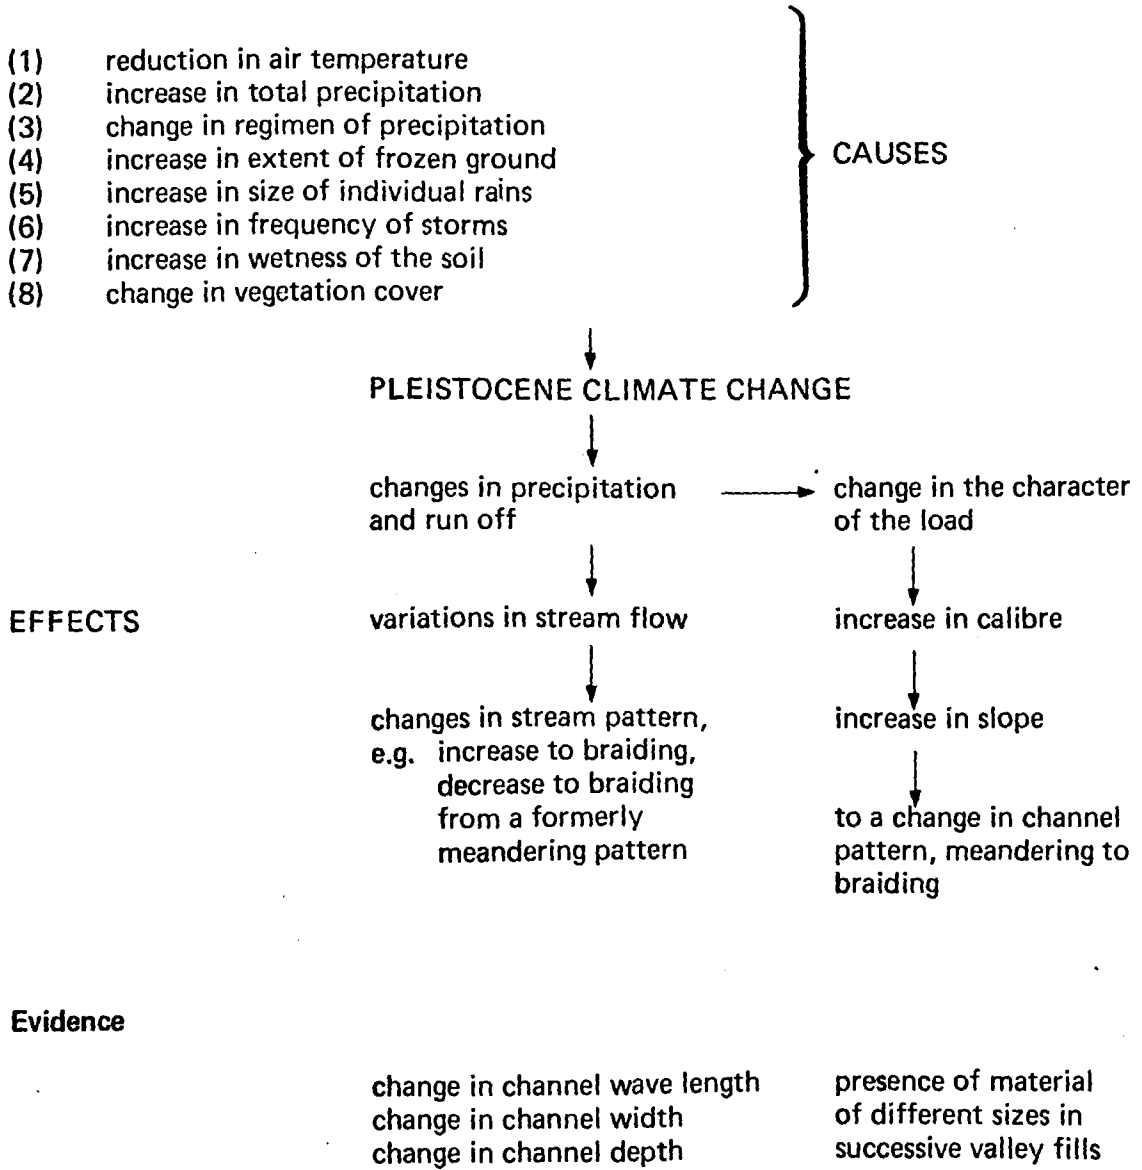 (1) reduction in air temperature
(2) increase in total precipitation
(3) change in regimen of precipitation
(4) increase in extent of frozen ground
(5) increase in size of individual rains
(6) increase in frequency of storms
(7) increase in wetness of the soil
(8) change in vegetation cover
CAUSES
PLEISTOCENE CLIMATE CHANGE
changes in precipitation
and run off
change in the character
of the load
EFFECTS
variations in stream flow
increase in calibre
changes in stream pattern,
e.g. increase to braiding,
decrease to braiding
from a formerly
meandering pattern
increase in slope
to a change in channel
pattern, meandering to
braiding
Evidence
change in channel wave length
change in channel width
change in channel depth
presence of material
of different sizes in
successive valley fills